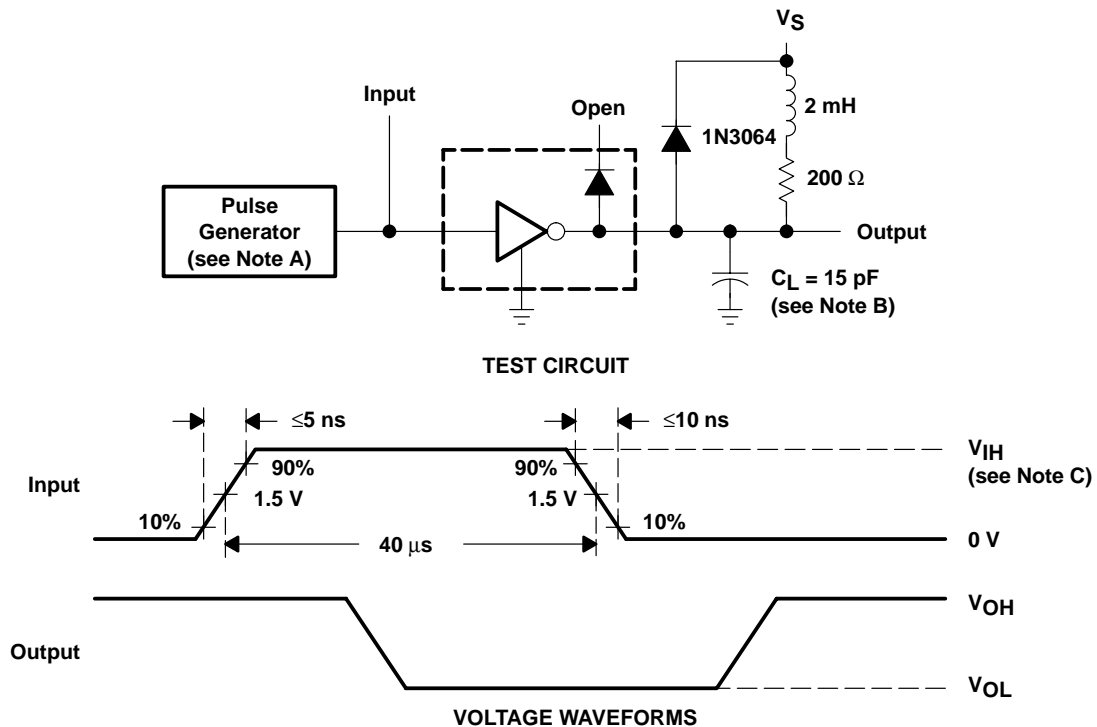 VS
Input
Open
2 mH
1N3064
200 Ω
Pulse
Generator
(see Note A)
Output
CL = 15 pF
(see Note B)
TEST CIRCUIT
≤5 ns
≤10 ns
VIH
(see Note C)
90%
90%
Input
1.5 V
1.5 V
10%
10%
40 μs
0 V
VOH
Output
VOL
VOLTAGE WAVEFORMS